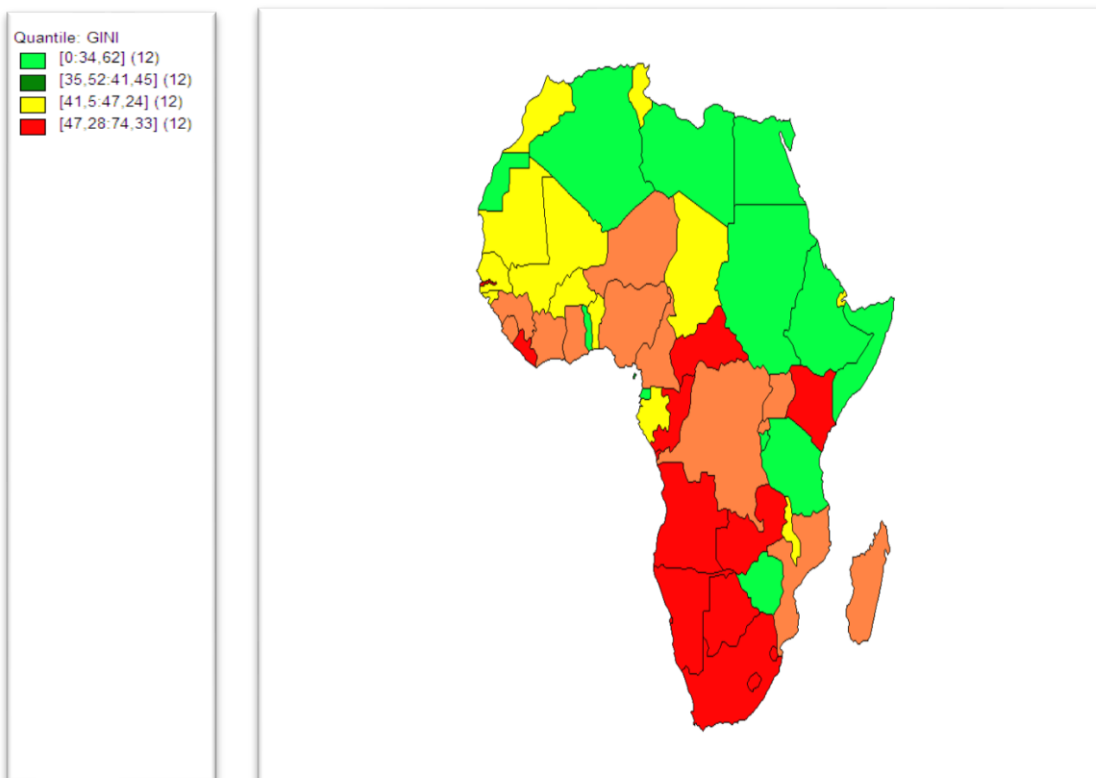 Quantile: GINI
[0:34,62] (12)
[35,52:41,45] (12)
[41,5:47,24] (12)
[47,28:74,33] (12)